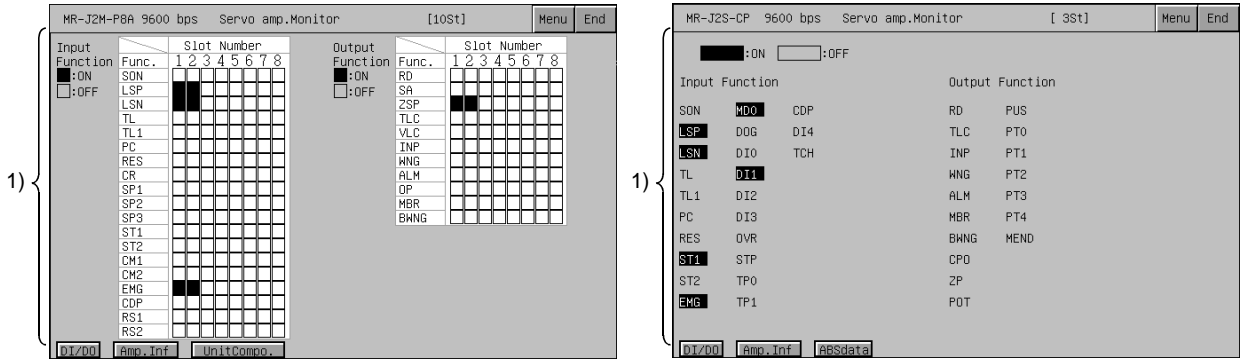 MR-J2M-P8A 9600 bps Servo amp.Monitor [10St] Menu End
Input Function
■:ON
□:OFF
Slot Number
Func. 1 2 3 4 5 6 7 8
SON
LSP
LSN
TL
TL1
PC
RES
CR
SP1
SP2
SP3
ST1
ST2
CM1
CM2
EMG
CDP
RS1
RS2
Output Function
■:ON
□:OFF
Slot Number
Func. 1 2 3 4 5 6 7 8
RD
SA
ZSP
TLC
VLC
INP
WNG
ALM
OP
MBR
BWNG
1)
DI/DO Amp.Inf UnitCompo.
MR-J2S-CP 9600 bps Servo amp.Monitor [ 3St] Menu End
:ON :OFF
Input Function Output Function
SON MD0 CDP RD PUS
LSP DOG DI4 TLC PT0
LSN DI0 TCH INP PT1
TL DI1 WNG PT2
TL1 DI2 ALM PT3
PC DI3 MBR PT4
RES OVR BWNG MEND
ST1 STP CPO
ST2 TP0 ZP
EMG TP1 POT
1)
DI/DO Amp.Inf ABSdata